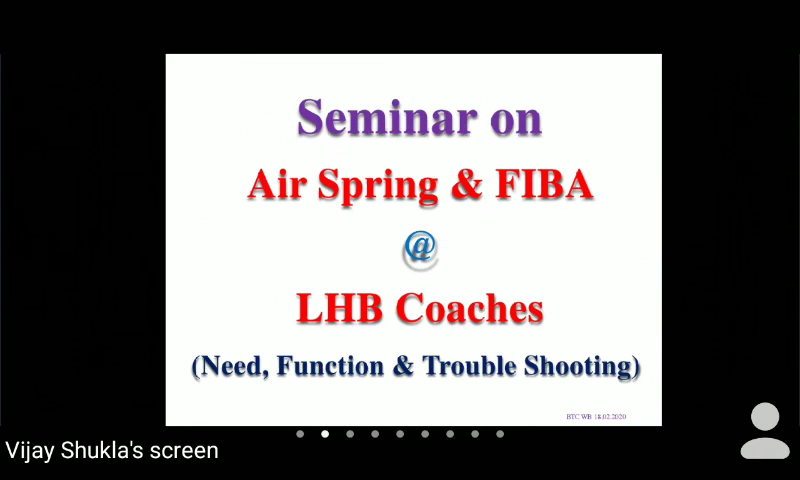 Seminar on
Air Spring & FIBA
@
LHB Coaches
(Need, Function & Trouble Shooting)
BTC WB 18.02.2020
Vijay Shukla's screen